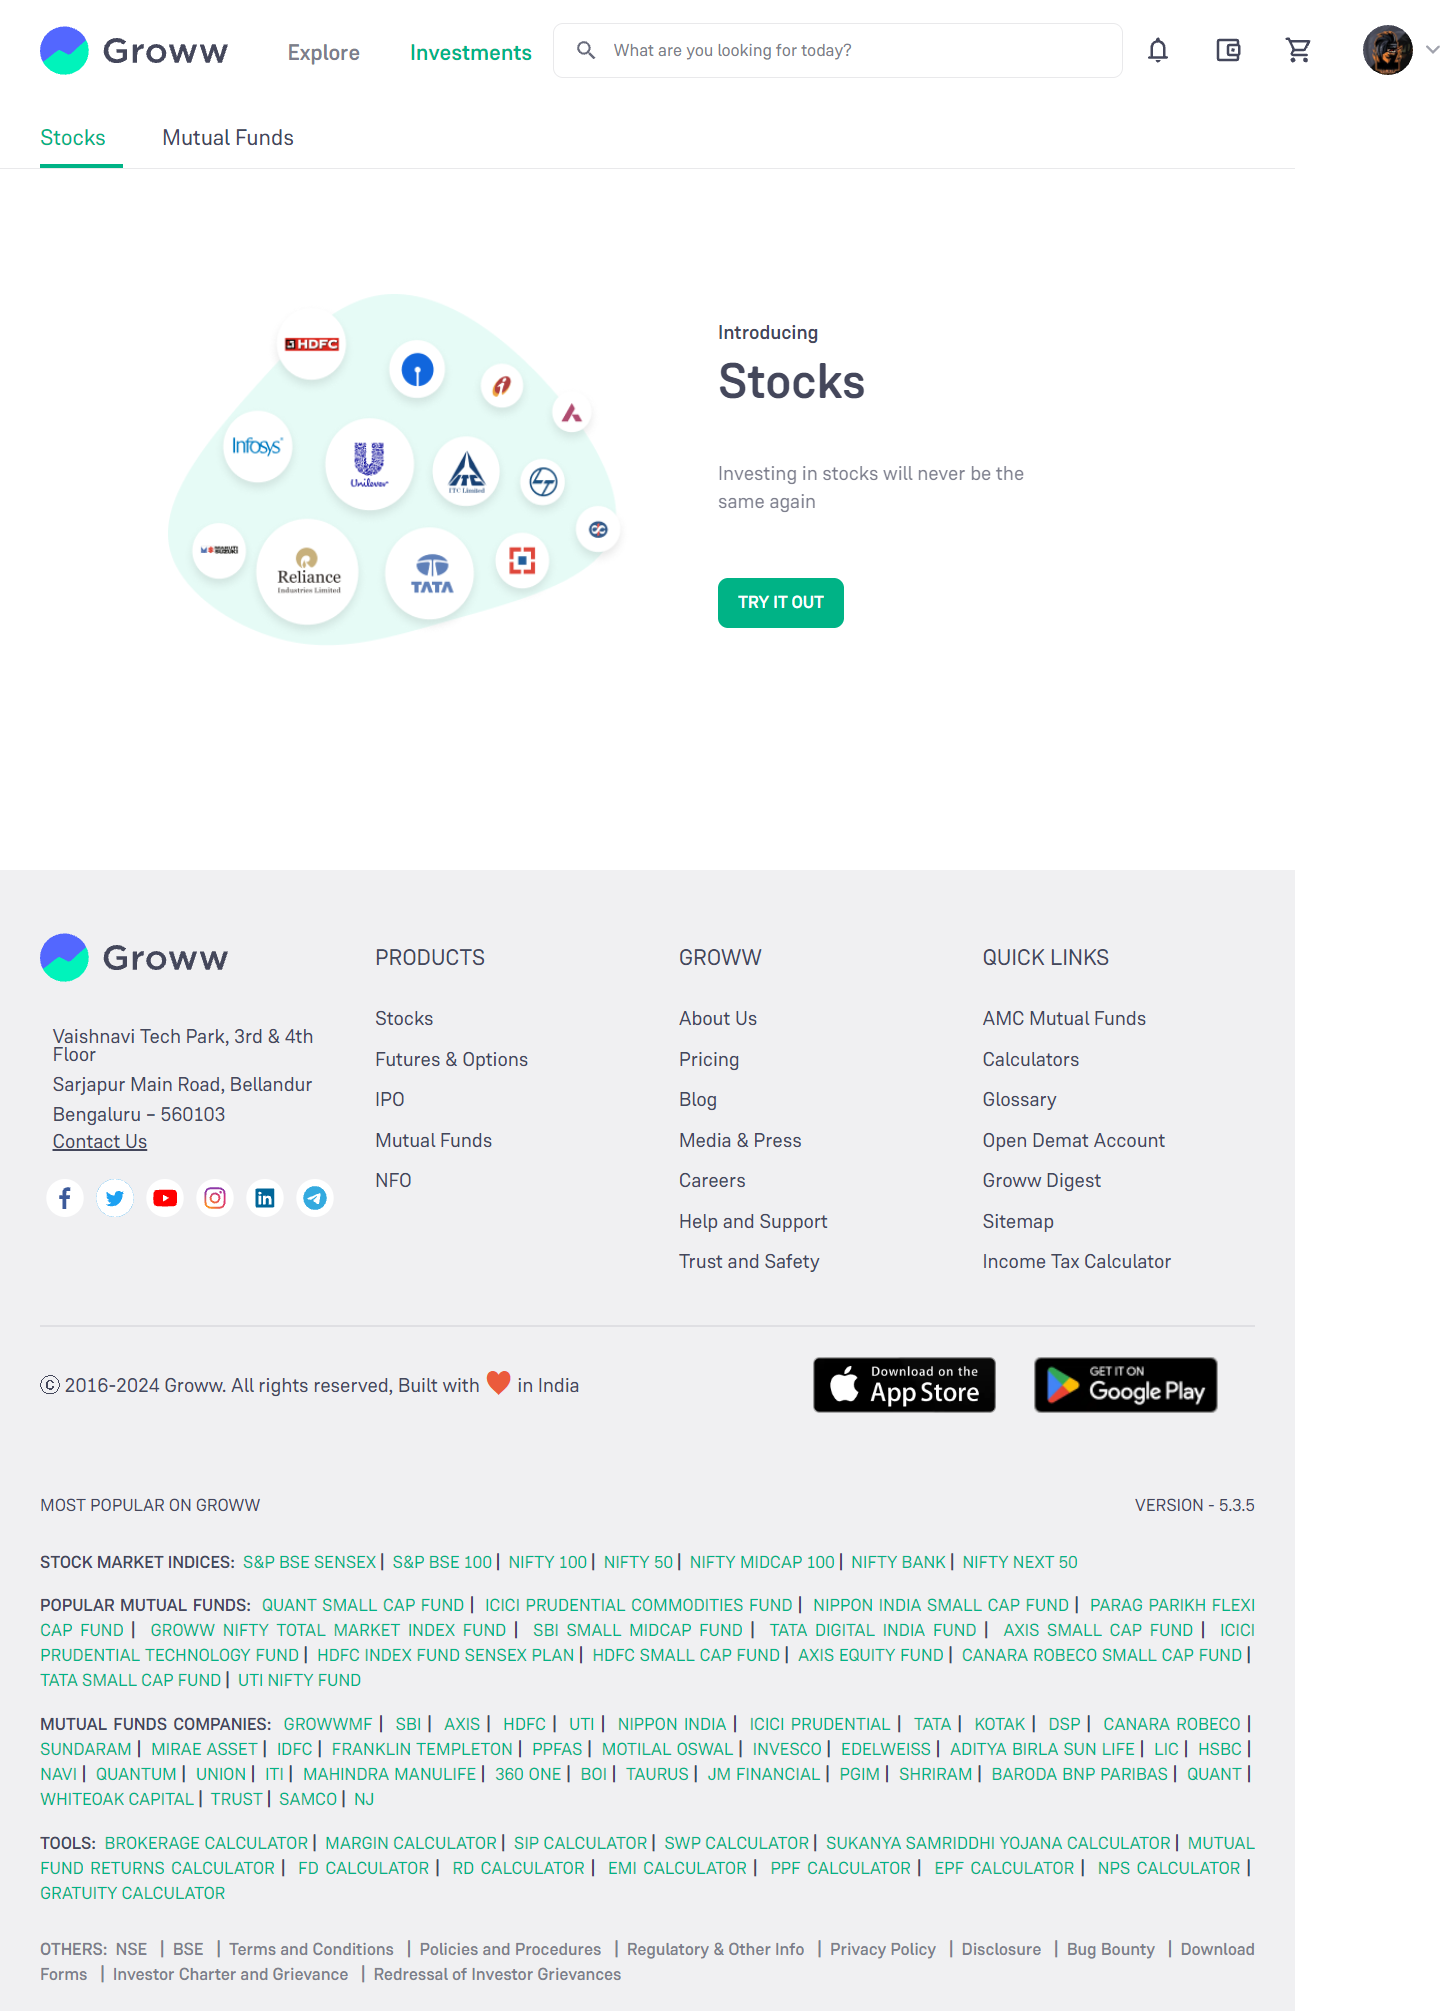 Groww
Explore
Investments
What are you looking for today?
Stocks
Mutual Funds
HDFC
Infosys
Unilever
ITC Limited
Reliance
Industries Limited
TATA
Introducing
Stocks
Investing in stocks will never be the
same again
TRY IT OUT
Groww
Vaishnavi Tech Park, 3rd & 4th
Floor
Sarjapur Main Road, Bellandur
Bengaluru – 560103
Contact Us
PRODUCTS
Stocks
Futures & Options
IPO
Mutual Funds
NFO
GROWW
About Us
Pricing
Blog
Media & Press
Careers
Help and Support
Trust and Safety
QUICK LINKS
AMC Mutual Funds
Calculators
Glossary
Open Demat Account
Groww Digest
Sitemap
Income Tax Calculator
© 2016-2024 Groww. All rights reserved, Built with ❤ in India
Download on the
App Store
GET IT ON
Google Play
MOST POPULAR ON GROWW
VERSION - 5.3.5
STOCK MARKET INDICES: S&P BSE SENSEX | S&P BSE 100 | NIFTY 100 | NIFTY 50 | NIFTY MIDCAP 100 | NIFTY BANK | NIFTY NEXT 50
POPULAR MUTUAL FUNDS: QUANT SMALL CAP FUND | ICICI PRUDENTIAL COMMODITIES FUND | NIPPON INDIA SMALL CAP FUND | PARAG PARIKH FLEXI
CAP FUND | GROWW NIFTY TOTAL MARKET INDEX FUND | SBI SMALL MIDCAP FUND | TATA DIGITAL INDIA FUND | AXIS SMALL CAP FUND | ICICI
PRUDENTIAL TECHNOLOGY FUND | HDFC INDEX FUND SENSEX PLAN | HDFC SMALL CAP FUND | AXIS EQUITY FUND | CANARA ROBECO SMALL CAP FUND |
TATA SMALL CAP FUND | UTI NIFTY FUND
MUTUAL FUNDS COMPANIES: GROWWMF | SBI | AXIS | HDFC | UTI | NIPPON INDIA | ICICI PRUDENTIAL | TATA | KOTAK | DSP | CANARA ROBECO |
SUNDARAM | MIRAE ASSET | IDFC | FRANKLIN TEMPLETON | PPFAS | MOTILAL OSWAL | INVESCO | EDELWEISS | ADITYA BIRLA SUN LIFE | LIC | HSBC |
NAVI | QUANTUM | UNION | ITI | MAHINDRA MANULIFE | 360 ONE | BOI | TAURUS | JM FINANCIAL | PGIM | SHRIRAM | BARODA BNP PARIBAS | QUANT |
WHITEOAK CAPITAL | TRUST | SAMCO | NJ
TOOLS: BROKERAGE CALCULATOR | MARGIN CALCULATOR | SIP CALCULATOR | SWP CALCULATOR | SUKANYA SAMRIDDHI YOJANA CALCULATOR | MUTUAL
FUND RETURNS CALCULATOR | FD CALCULATOR | RD CALCULATOR | EMI CALCULATOR | PPF CALCULATOR | EPF CALCULATOR | NPS CALCULATOR |
GRATUITY CALCULATOR
OTHERS: NSE | BSE | Terms and Conditions | Policies and Procedures | Regulatory & Other Info | Privacy Policy | Disclosure | Bug Bounty | Download
Forms | Investor Charter and Grievance | Redressal of Investor Grievances